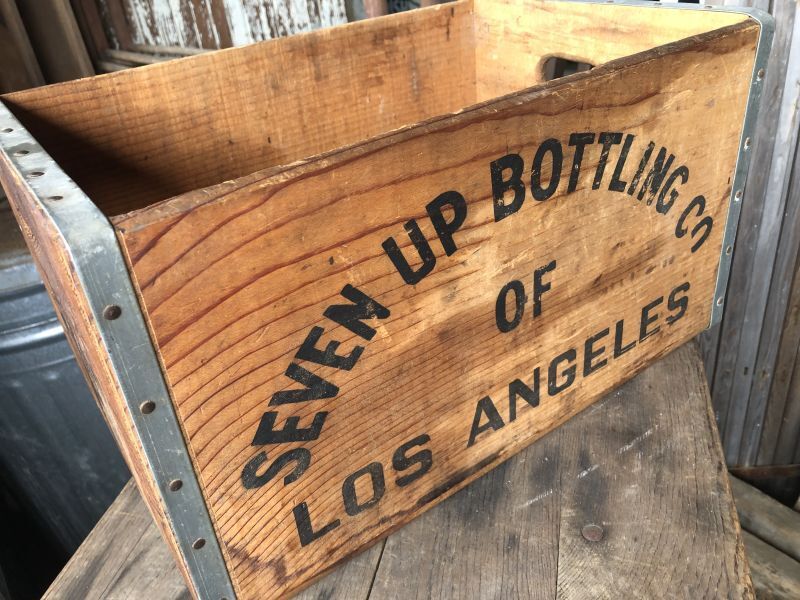 SEVEN UP BOTTLING CO
OF
LOS ANGELES